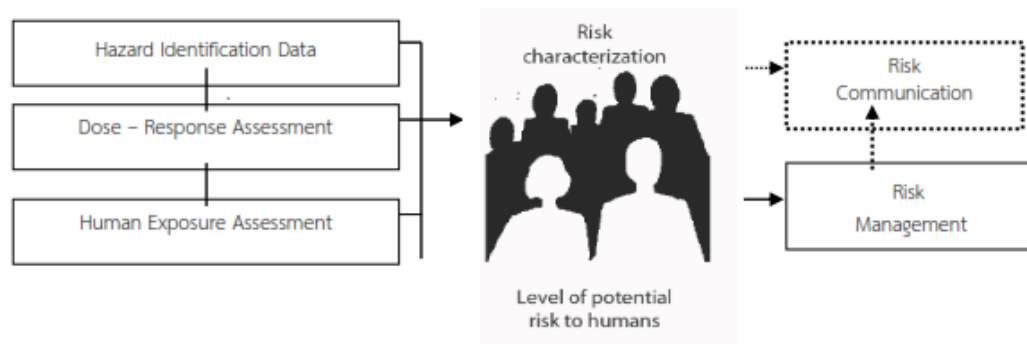 Hazard Identification Data
Dose – Response Assessment
Human Exposure Assessment
Risk
characterization
Level of potential
risk to humans
Risk
Communication
Risk
Management